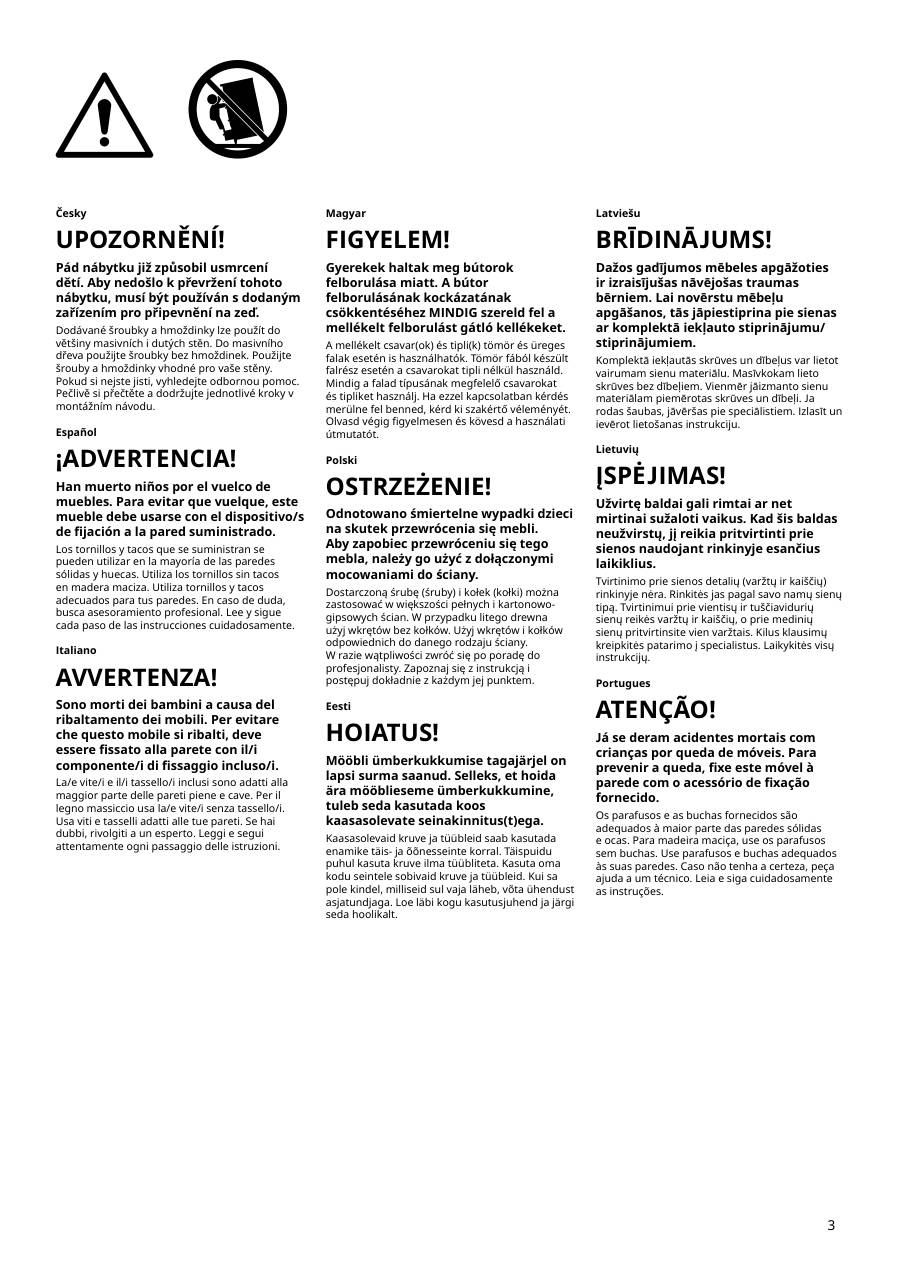 Česky
UPOZORNĚNÍ!
Pád nábytku již způsobil usmrcení
dětí. Aby nedošlo k převržení tohoto
nábytku, musí být používán s dodaným
zařízením pro připevnění na zeď.
Dodávané šroubky a hmoždinky lze použít do
většiny masivních i dutých stěn. Do masivního
dřeva použijte šroubky bez hmoždinek. Použijte
šrouby a hmoždinky vhodné pro vaše stěny.
Pokud si nejste jisti, vyhledejte odbornou pomoc.
Pečlivě si přečtěte a dodržujte jednotlivé kroky v
montážním návodu.
Español
¡ADVERTENCIA!
Han muerto niños por el vuelco de
muebles. Para evitar que vuelque, este
mueble debe usarse con el dispositivo/s
de fijación a la pared suministrado.
Los tornillos y tacos que se suministran se
pueden utilizar en la mayoría de las paredes
sólidas y huecas. Utiliza los tornillos sin tacos
en madera maciza. Utiliza tornillos y tacos
adecuados para tus paredes. En caso de duda,
busca asesoramiento profesional. Lee y sigue
cada paso de las instrucciones cuidadosamente.
Italiano
AVVERTENZA!
Sono morti dei bambini a causa del
ribaltamento dei mobili. Per evitare
che questo mobile si ribalti, deve
essere fissato alla parete con il/i
componente/i di fissaggio incluso/i.
La/e vite/i e il/i tassello/i inclusi sono adatti alla
maggior parte delle pareti piene e cave. Per il
legno massiccio usa la/e vite/i senza tassello/i.
Usa viti e tasselli adatti alle tue pareti. Se hai
dubbi, rivolgiti a un esperto. Leggi e segui
attentamente ogni passaggio delle istruzioni.
Magyar
FIGYELEM!
Gyerekek haltak meg bútorok
felborulása miatt. A bútor
felborulásának kockázatának
csökkentéséhez MINDIG szereld fel a
mellékelt felborulást gátló kellékeket.
A mellékelt csavar(ok) és tipli(k) tömör és üreges
falak esetén is használhatók. Tömör fából készült
falrész esetén a csavarokat tipli nélkül használd.
Mindig a falad típusának megfelelő csavarokat
és tipliket használj. Ha ezzel kapcsolatban kérdés
merülne fel benned, kérd ki szakértő véleményét.
Olvasd végig figyelmesen és kövesd a használati
útmutatót.
Polski
OSTRZEŻENIE!
Odnotowano śmiertelne wypadki dzieci
na skutek przewrócenia się mebli.
Aby zapobiec przewróceniu się tego
mebla, należy go użyć z dołączonymi
mocowaniami do ściany.
Dostarczoną śrubę (śruby) i kołek (kołki) można
zastosować w większości pełnych i kartonowo-
gipsowych ścian. W przypadku litego drewna
użyj wkrętów bez kołków. Użyj wkrętów i kołków
odpowiednich do danego rodzaju ściany.
W razie wątpliwości zwróć się po poradę do
profesjonalisty. Zapoznaj się z instrukcją i
postępuj dokładnie z każdym jej punktem.
Eesti
HOIATUS!
Mööbli ümberkukkumise tagajärjel on
lapsi surma saanud. Selleks, et hoida
ära mööblieseme ümberkukkumine,
tuleb seda kasutada koos
kaasasolevate seinakinnitus(t)ega.
Kaasasolevaid kruve ja tüübleid saab kasutada
enamike täis- ja õõnesseinte korral. Täispuidu
puhul kasuta kruve ilma tüübliteta. Kasuta oma
kodu seintele sobivaid kruve ja tüübleid. Kui sa
pole kindel, milliseid sul vaja läheb, võta ühendust
asjatundjaga. Loe läbi kogu kasutusjuhend ja järgi
seda hoolikalt.
Latviešu
BRĪDINĀJUMS!
Dažos gadījumos mēbeles apgāžoties
ir izraisījušas nāvējošas traumas
bērniem. Lai novērstu mēbeļu
apgāšanos, tās jāpiestiprina pie sienas
ar komplektā iekļauto stiprinājumu/
stiprinājumiem.
Komplektā iekļautās skrūves un dībeļus var lietot
vairumam sienu materiālu. Masīvkokam lieto
skrūves bez dībeļiem. Vienmēr jāizmanto sienu
materiālam piemērotas skrūves un dībeļi. Ja
rodas šaubas, jāvēršas pie speciālistiem. Izlasīt un
ievērot lietošanas instrukciju.
Lietuvių
ĮSPĖJIMAS!
Užvirtę baldai gali rimtai ar net
mirtinai sužaloti vaikus. Kad šis baldas
neužvirstų, jį reikia pritvirtinti prie
sienos naudojant rinkinyje esančius
laikiklius.
Tvirtinimo prie sienos detalių (varžtų ir kaiščių)
rinkinyje nėra. Rinkitės jas pagal savo namų sienų
tipą. Tvirtinimui prie vientisų ir tuščiavidurių
sienų reikės varžtų ir kaiščių, o prie medinių
sienų pritvirtinsite vien varžtais. Kilus klausimų
kreipkitės patarimo į specialistus. Laikykitės visų
instrukcijų.
Portugues
ATENÇÃO!
Já se deram acidentes mortais com
crianças por queda de móveis. Para
prevenir a queda, fixe este móvel à
parede com o acessório de fixação
fornecido.
Os parafusos e as buchas fornecidos são
adequados à maior parte das paredes sólidas
e ocas. Para madeira maciça, use os parafusos
sem buchas. Use parafusos e buchas adequados
às suas paredes. Caso não tenha a certeza, peça
ajuda a um técnico. Leia e siga cuidadosamente
as instruções.
3